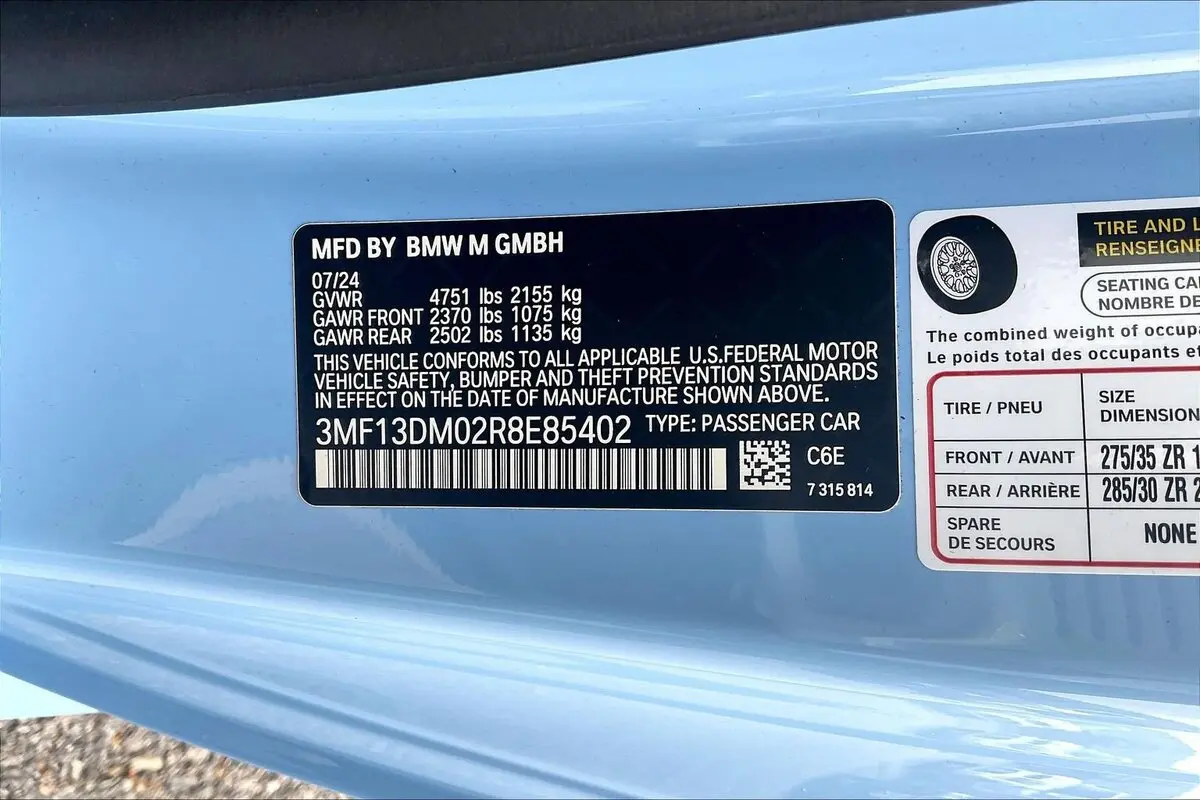 MFD BY BMW M GMBH
07/24
GVWR 4751 lbs 2155 kg
GAWR FRONT 2370 lbs 1075 kg
GAWR REAR 2502 lbs 1135 kg
THIS VEHICLE CONFORMS TO ALL APPLICABLE U.S.FEDERAL MOTOR
VEHICLE SAFETY, BUMPER AND THEFT PREVENTION STANDARDS
IN EFFECT ON THE DATE OF MANUFACTURE SHOWN ABOVE.
3MF13DM02R8E85402 TYPE: PASSENGER CAR
C6E
7 315 814
TIRE AND
RENSEIGNE
SEATING CA
NOMBRE DE
The combined weight of occupa
Le poids total des occupants et
TIRE / PNEU SIZE
DIMENSION
FRONT / AVANT 275/35 ZR 1
REAR / ARRIÈRE 285/30 ZR 2
SPARE
DE SECOURS NONE